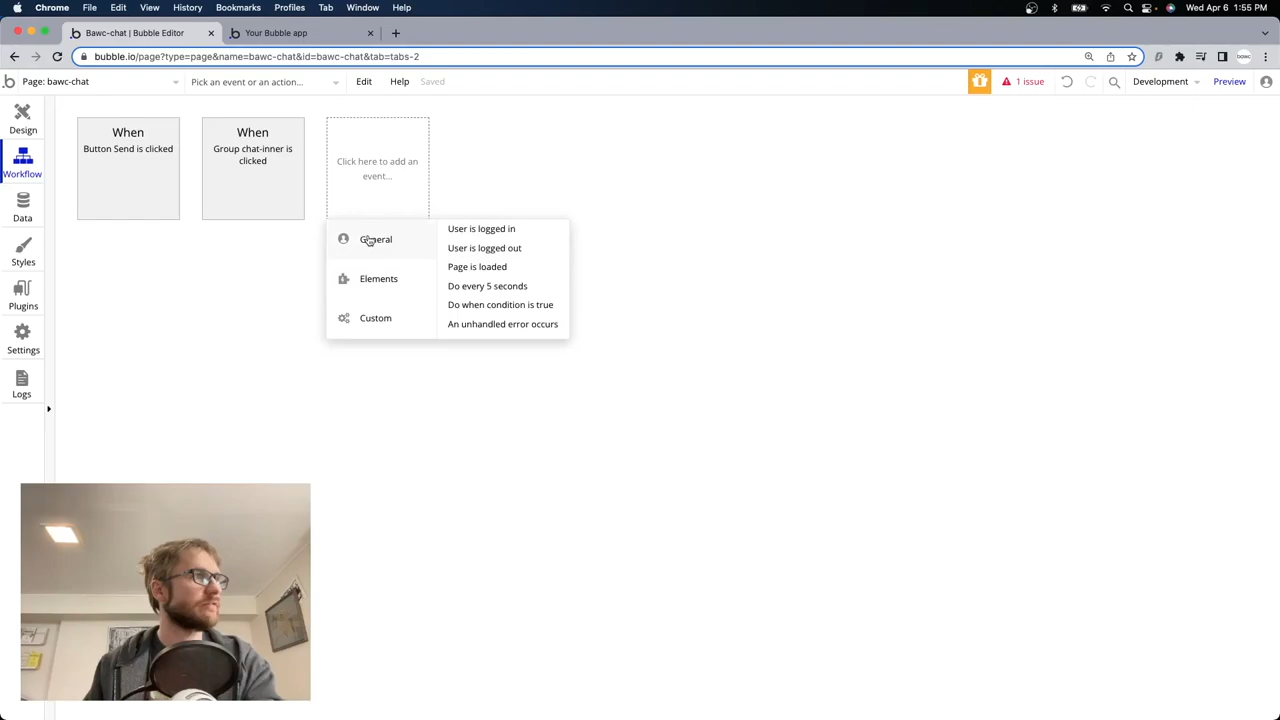 Chrome File Edit View History Bookmarks Profiles Tab Window Help Wed Apr 6 1:55 PM
Bawc-chat | Bubble Editor Your Bubble app
bubble.io/page?type=page&name=bawc-chat&id=bawc-chat&tab=tabs-2
Page: bawc-chat Pick an event or an action... Edit Help Saved 1 issue Development Preview
Design
Workflow
Data
Styles
Plugins
Settings
Logs
When
Button Send is clicked
When
Group chat-inner is
clicked
Click here to add an
event...
General
Elements
Custom
User is logged in
User is logged out
Page is loaded
Do every 5 seconds
Do when condition is true
An unhandled error occurs